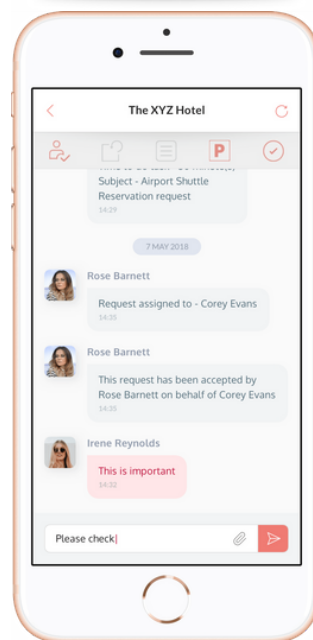 The XYZ Hotel
P
Subject - Airport Shuttle
Reservation request
14:29
7 MAY 2018
Rose Barnett
Request assigned to - Corey Evans
14:35
Rose Barnett
This request has been accepted by
Rose Barnett on behalf of Corey Evans
14:35
Irene Reynolds
This is important
14:32
Please check